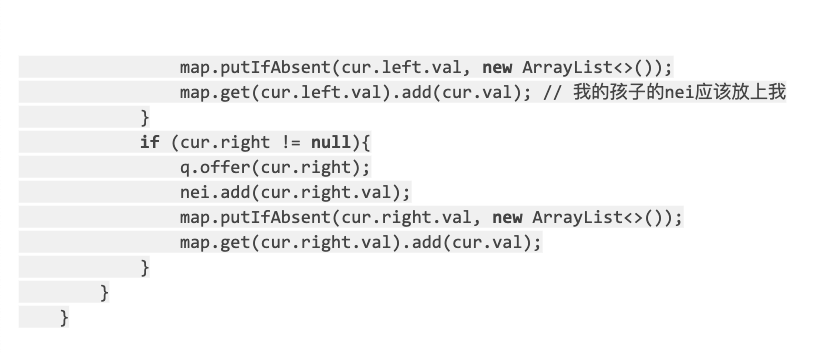 map.putIfAbsent(cur.left.val, new ArrayList<>());
map.get(cur.left.val).add(cur.val); // 我的孩子的nei应该放上我
}
if (cur.right != null){
q.offer(cur.right);
nei.add(cur.right.val);
map.putIfAbsent(cur.right.val, new ArrayList<>());
map.get(cur.right.val).add(cur.val);
}
}
}